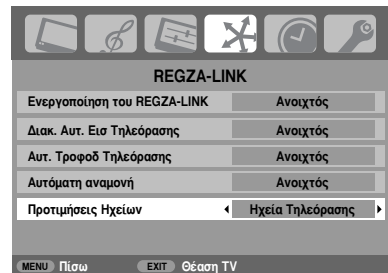 REGZA-LINK
Ενεργοποίηση του REGZA-LINK Ανοιχτός
Διακ. Αυτ. Εισ Τηλεόρασης Ανοιχτός
Αυτ. Τροφοδ Τηλεόρασης Ανοιχτός
Αυτόματη αναμονή Ανοιχτός
Προτιμήσεις Ηχείων Ηχεία Τηλεόρασης
MENU Πίσω EXIT Θέαση TV